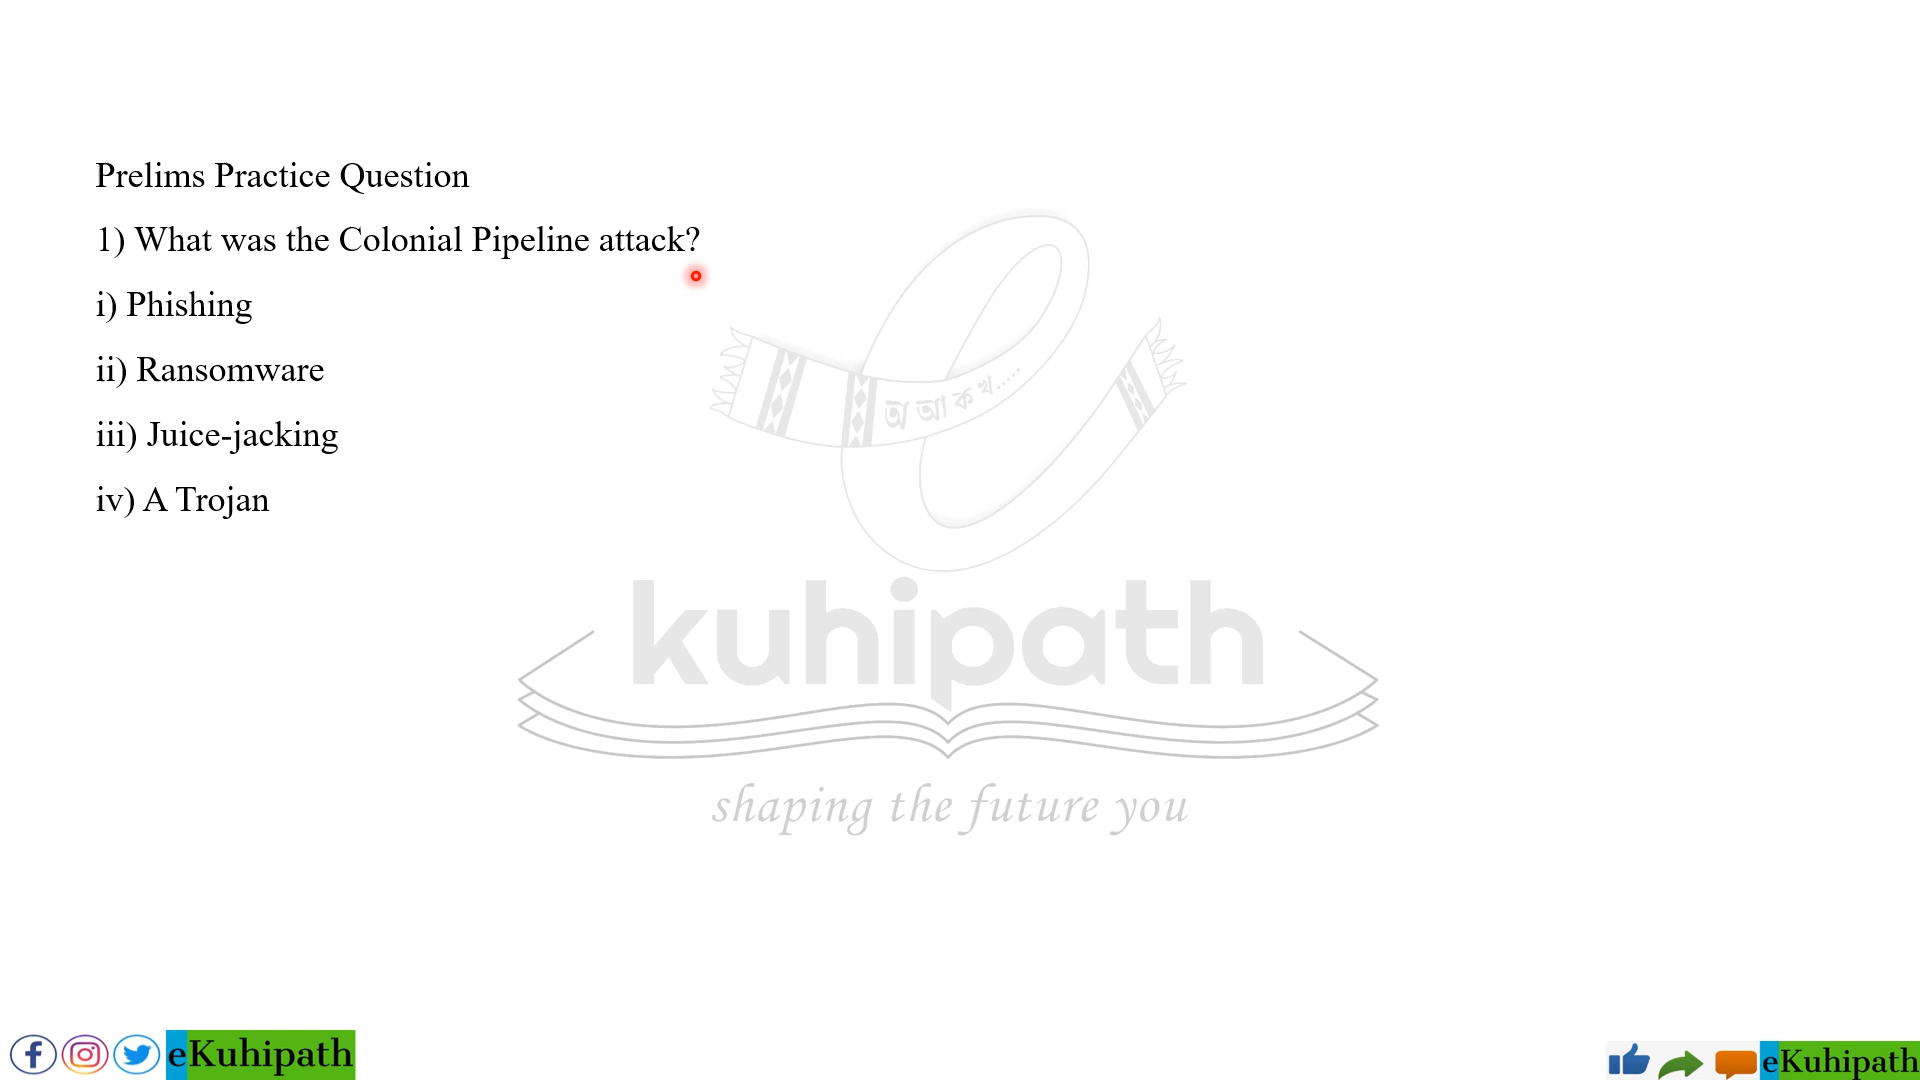 Prelims Practice Question
1) What was the Colonial Pipeline attack?
i) Phishing
ii) Ransomware
iii) Juice-jacking
iv) A Trojan
অ আ ক খ.....
kuhipath
shaping the future you
eKuhipath
eKuhipath